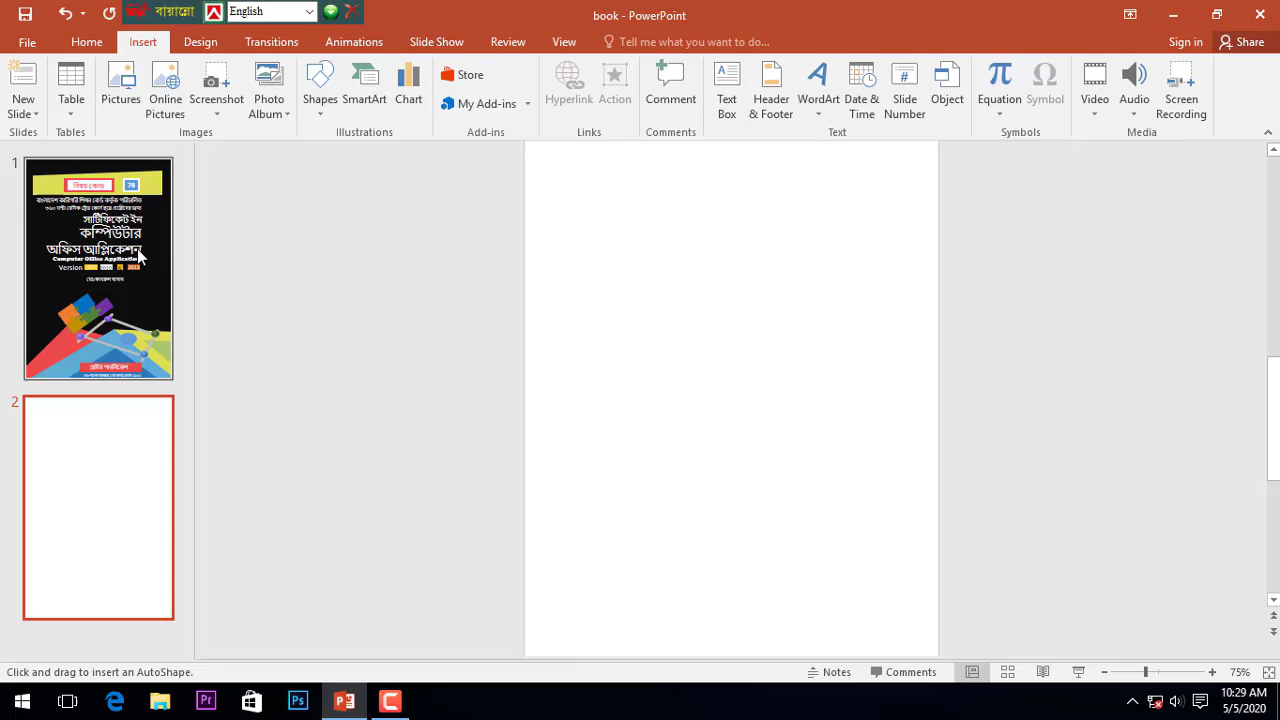 বায়ান্নো
English
book - PowerPoint
File
Home
Insert
Design
Transitions
Animations
Slide Show
Review
View
Tell me what you want to do...
Sign in
Share
New Slide
Table
Pictures
Online Pictures
Screenshot
Photo Album
Shapes
SmartArt
Chart
Store
My Add-ins
Hyperlink
Action
Comment
Text Box
Header & Footer
WordArt
Date & Time
Slide Number
Object
Equation
Symbol
Video
Audio
Screen Recording
Slides
Tables
Images
Illustrations
Add-ins
Links
Comments
Text
Symbols
Media
1
বিষয় কোড
76
সার্টিফিকেট ইন
কম্পিউটার
অফিস আপ্লিকেশন
Computer Office Application
Version
2
Click and drag to insert an AutoShape.
Notes
Comments
75%
Pr
Ps
10:29 AM
5/5/2020